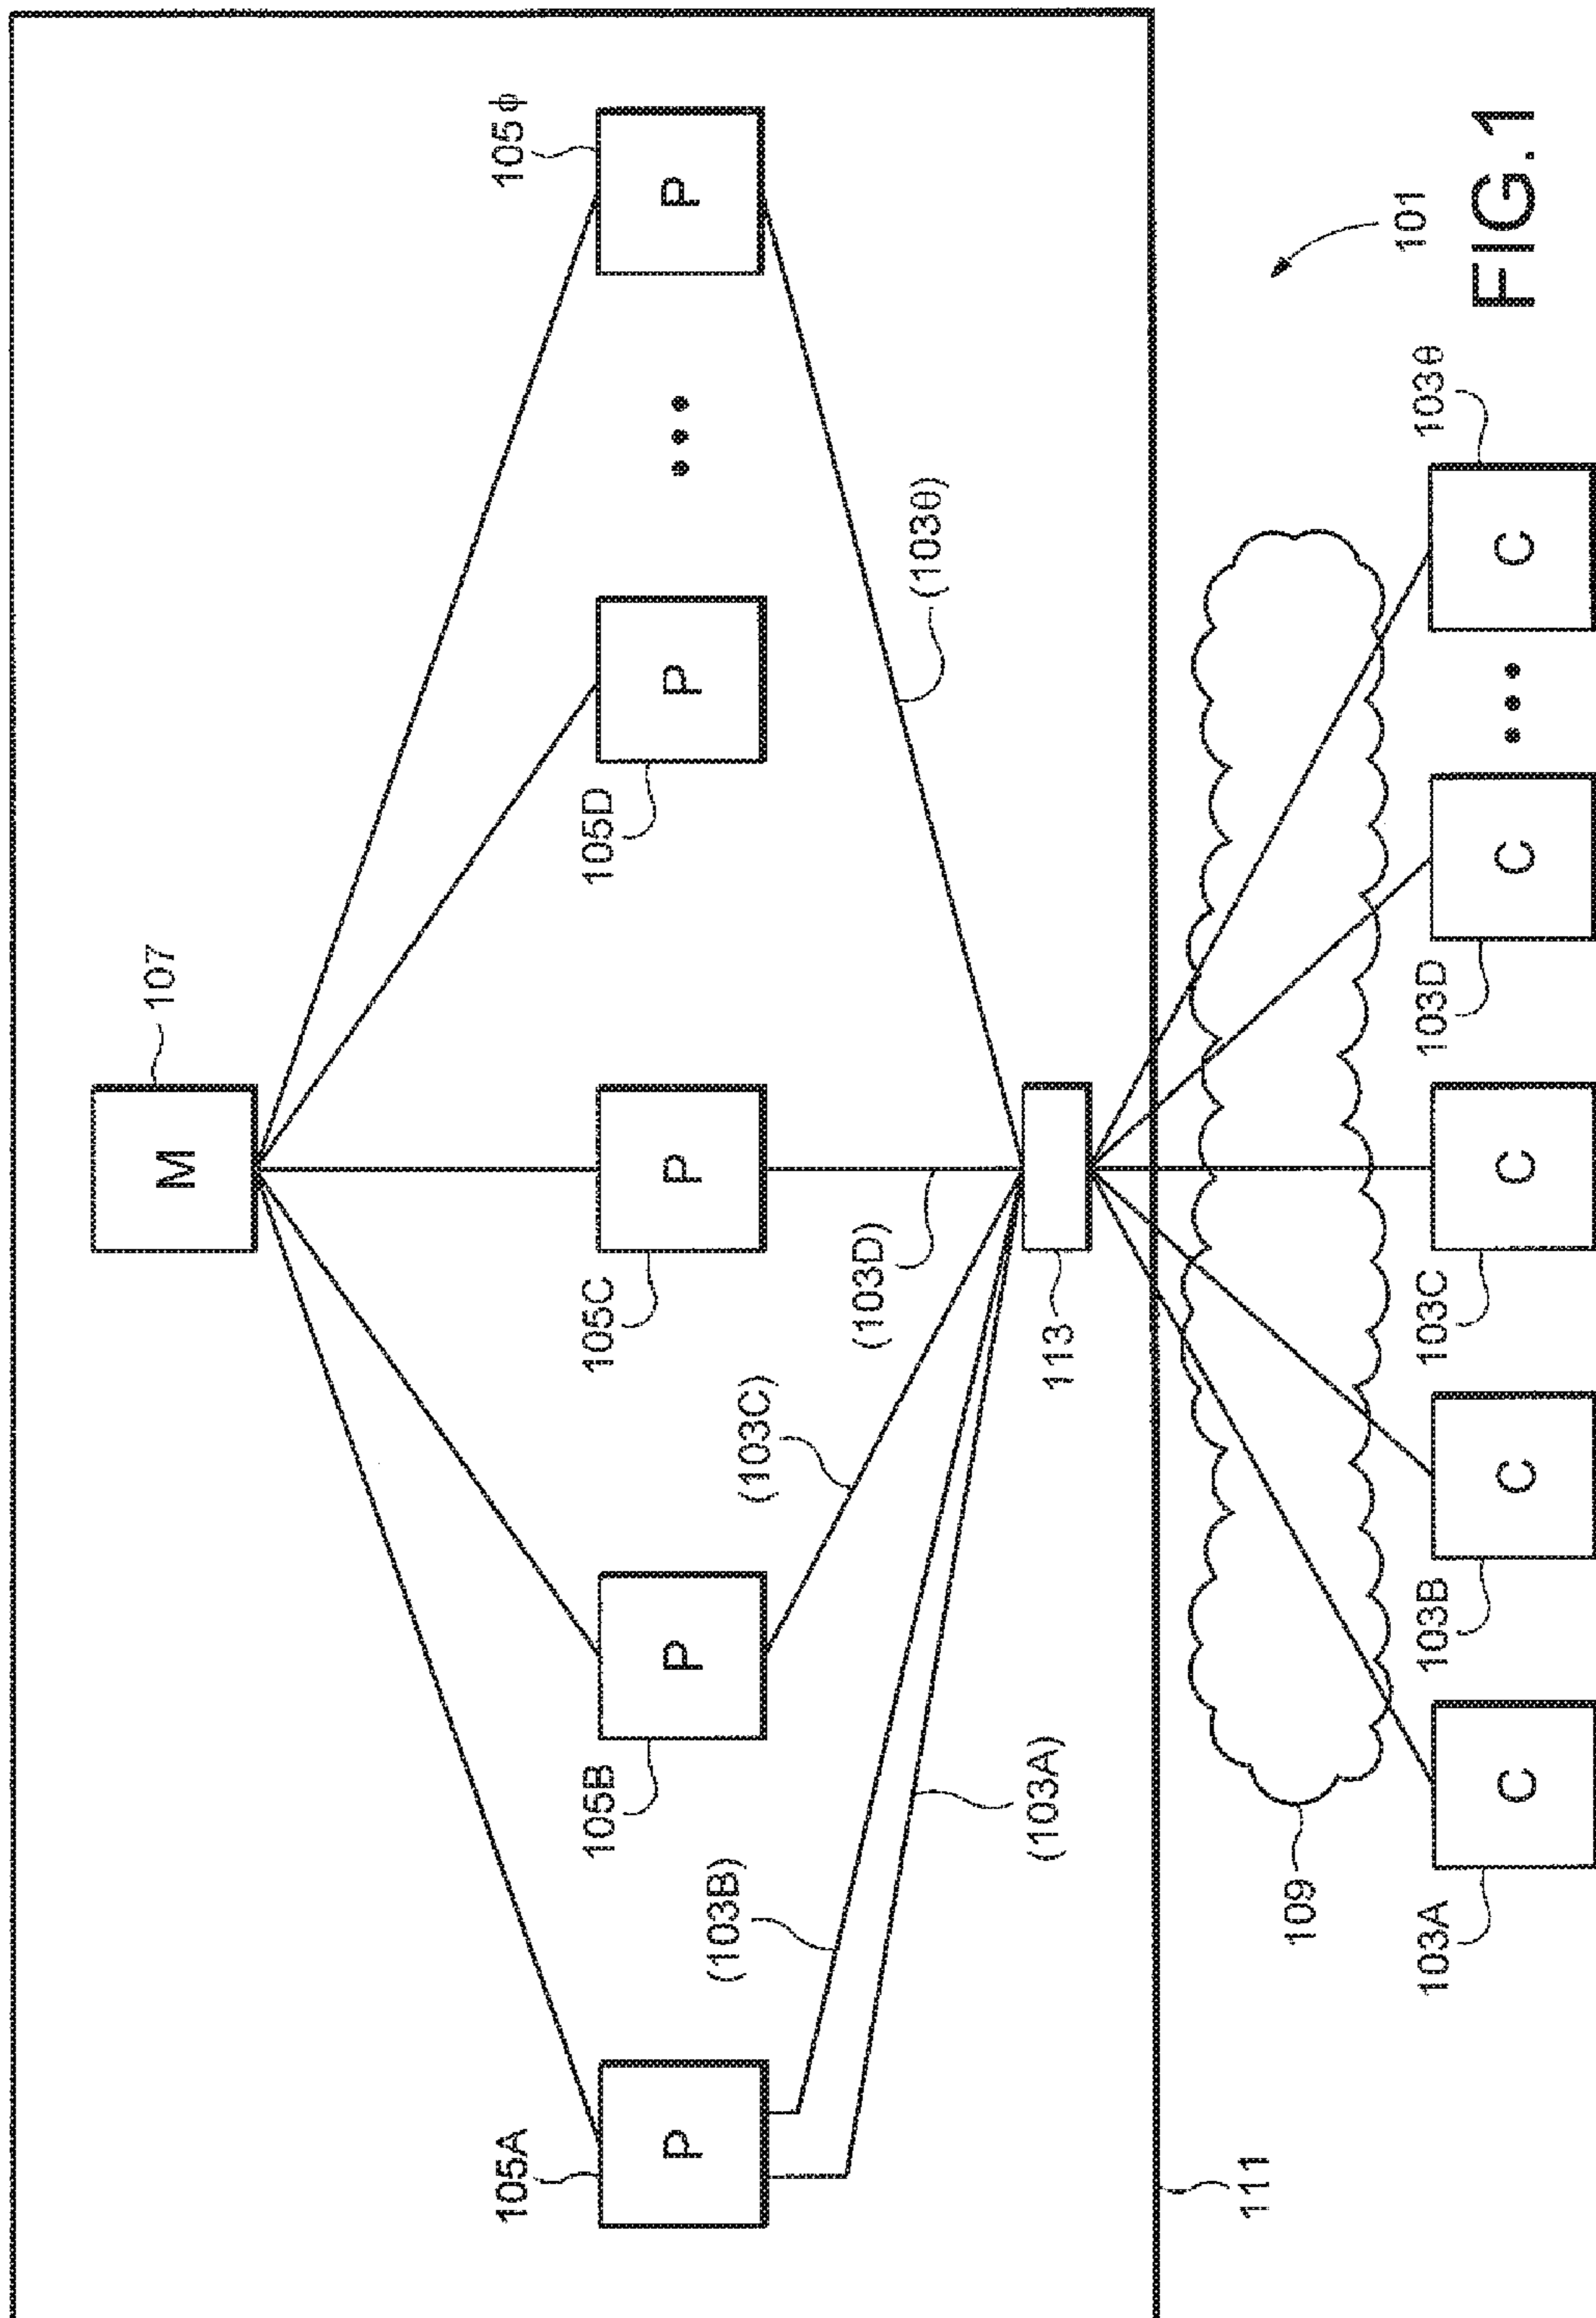 M
107
105A
P
105B
P
105C
P
105D
P
• • •
105ϕ
P
(103B)
(103C)
(103D)
(103θ)
(103A)
113
111
109
101
103A
C
103B
C
103C
C
103D
C
• • •
103θ
C
FIG.1